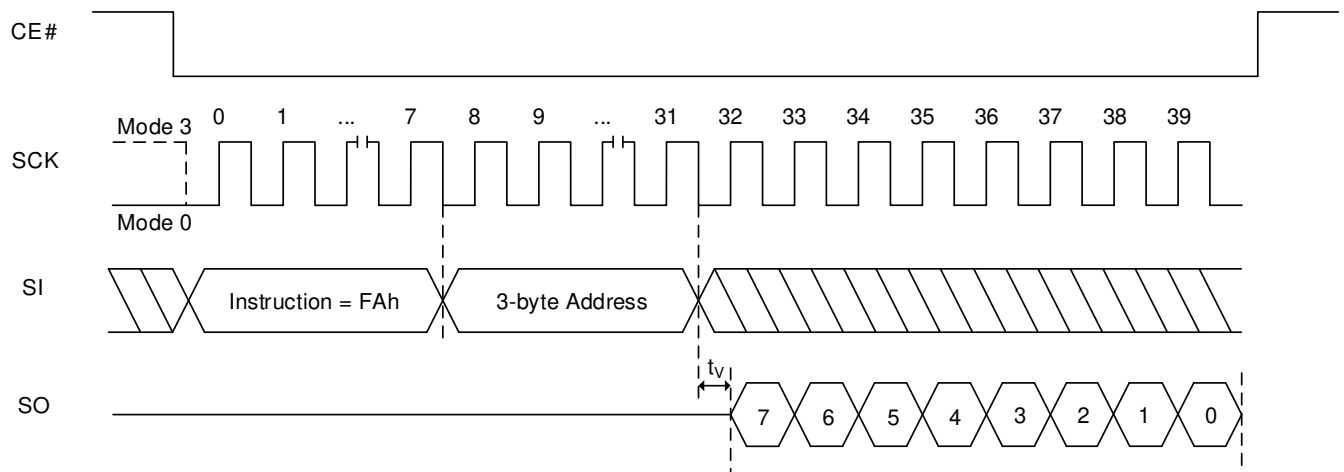 CE#
0 1 ... 7 8 9 ... 31 32 33 34 35 36 37 38 39
Mode 3
SCK
Mode 0
SI
Instruction = FAh
3-byte Address
tV
SO
7 6 5 4 3 2 1 0